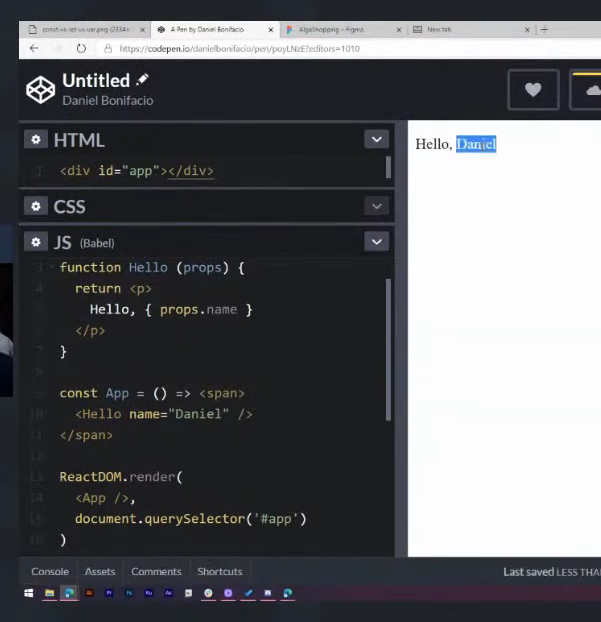 const-vs-let-vs-var.png (2334×
A Pen by Daniel Bonifacio
AlgaShopping – Figma
New tab
https://codepen.io/danielbonifacio/pen/poyLNzE?editors=1010
Untitled
Daniel Bonifacio
HTML
1 <div id="app"></div>
CSS
JS (Babel)
3 function Hello (props) {
4 return <p>
5 Hello, { props.name }
6 </p>
7 }
8
9 const App = () => <span>
10 <Hello name="Daniel" />
11 </span>
12
13 ReactDOM.render(
14 <App />,
15 document.querySelector('#app')
16 )
Hello, Daniel
Console Assets Comments Shortcuts
Last saved LESS THA